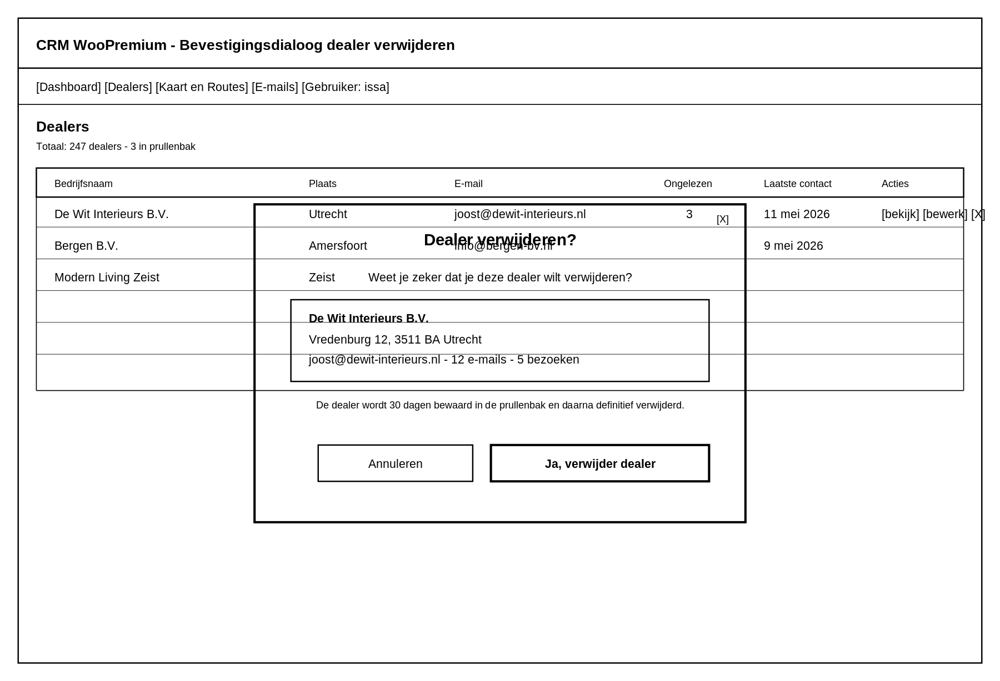 CRM WooPremium - Bevestigingsdialoog dealer verwijderen
[Dashboard] [Dealers] [Kaart en Routes] [E-mails] [Gebruiker: issa]
Dealers
Totaal: 247 dealers - 3 in prullenbak
Bedrijfsnaam Plaats E-mail Ongelezen Laatste contact Acties
De Wit Interieurs B.V. Utrecht joost@dewit-interieurs.nl 3 11 mei 2026 [bekijk] [bewerk] [X]
[X]
Dealer verwijderen?
Bergen B.V. Amersfoort info@bergen-bv.nl 9 mei 2026
Modern Living Zeist Zeist
Weet je zeker dat je deze dealer wilt verwijderen?
De Wit Interieurs B.V.
Vredenburg 12, 3511 BA Utrecht
joost@dewit-interieurs.nl - 12 e-mails - 5 bezoeken
De dealer wordt 30 dagen bewaard in de prullenbak en daarna definitief verwijderd.
Annuleren
Ja, verwijder dealer